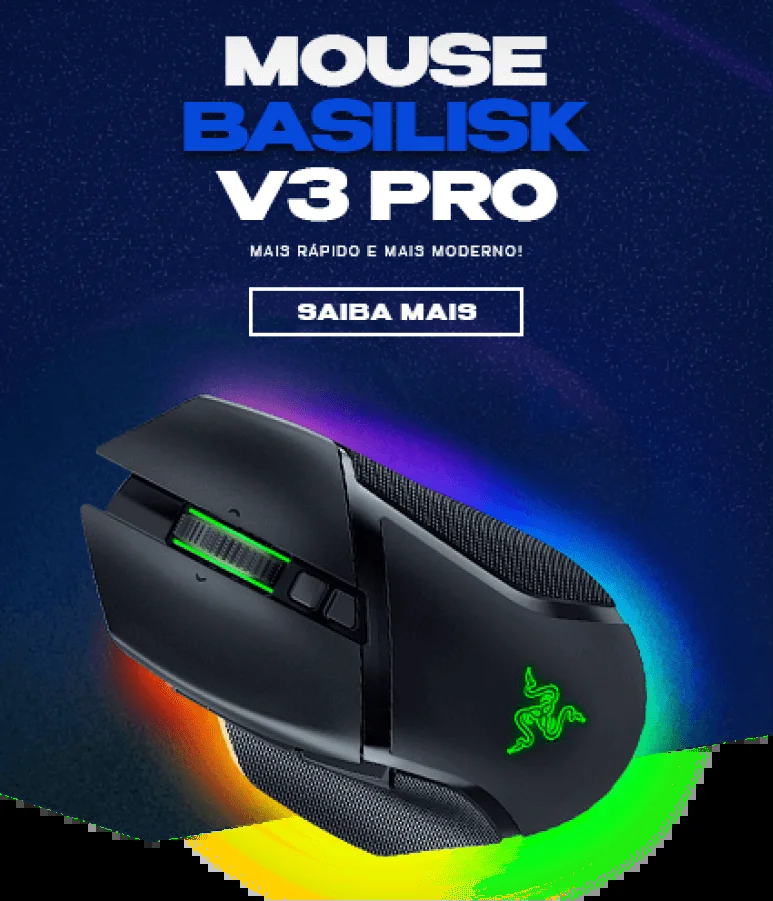 MOUSE
BASILISK
V3 PRO
MAIS RÁPIDO E MAIS MODERNO!
SAIBA MAIS